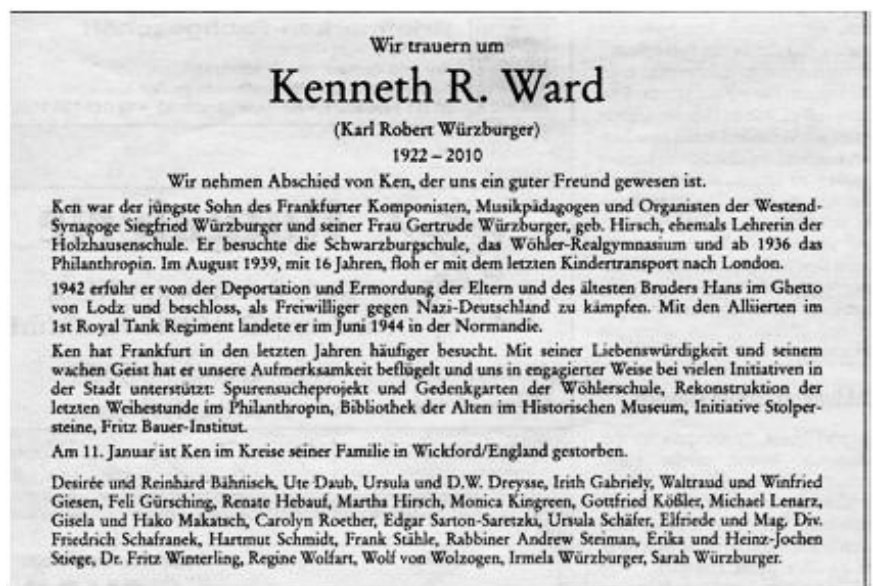 Wir trauern um
Kenneth R. Ward
(Karl Robert Würzburger)
1922 – 2010
Wir nehmen Abschied von Ken, der uns ein guter Freund gewesen ist.
Ken war der jüngste Sohn des Frankfurter Komponisten, Musikpädagogen und Organisten der Westend-
Synagoge Siegfried Würzburger und seiner Frau Gertrude Würzburger, geb. Hirsch, ehemals Lehrerin der
Holzhausenschule. Er besuchte die Schwarzburgschule, das Wöhler-Realgymnasium und ab 1936 das
Philanthropin. Im August 1939, mit 16 Jahren, floh er mit dem letzten Kindertransport nach London.
1942 erfuhr er von der Deportation und Ermordung der Eltern und des ältesten Bruders Hans im Ghetto
von Lodz und beschloss, als Freiwilliger gegen Nazi-Deutschland zu kämpfen. Mit den Alliierten im
1st Royal Tank Regiment landete er im Juni 1944 in der Normandie.
Ken hat Frankfurt in den letzten Jahren häufiger besucht. Mit seiner Liebenswürdigkeit und seinem
wachen Geist hat er unsere Aufmerksamkeit beflügelt und uns in engagierter Weise bei vielen Initiativen in
der Stadt unterstützt: Spurensucheprojekt und Gedenkgarten der Wöhlerschule, Rekonstruktion der
letzten Weihestunde im Philanthropin, Bibliothek der Alten im Historischen Museum, Initiative Stolper-
steine, Fritz Bauer-Institut.
Am 11. Januar ist Ken im Kreise seiner Familie in Wickford/England gestorben.
Desirée und Reinhard Bähnisch, Ute Daub, Ursula und D.W. Dreysse, Irith Gabriely, Waltraud und Winfried
Giesen, Feli Gürsching, Renate Hebauf, Martha Hirsch, Monica Kingreen, Gottfried Kößler, Michael Lenarz,
Gisela und Hako Makatsch, Carolyn Roether, Edgar Sarton-Saretzki, Ursula Schäfer, Elfriede und Mag. Div.
Friedrich Schafranek, Hartmut Schmidt, Frank Stähle, Rabbiner Andrew Steiman, Erika und Heinz-Jochen
Stiege, Dr. Fritz Winterling, Regine Wolfart, Wolf von Wolzogen, Irmela Würzburger, Sarah Würzburger.